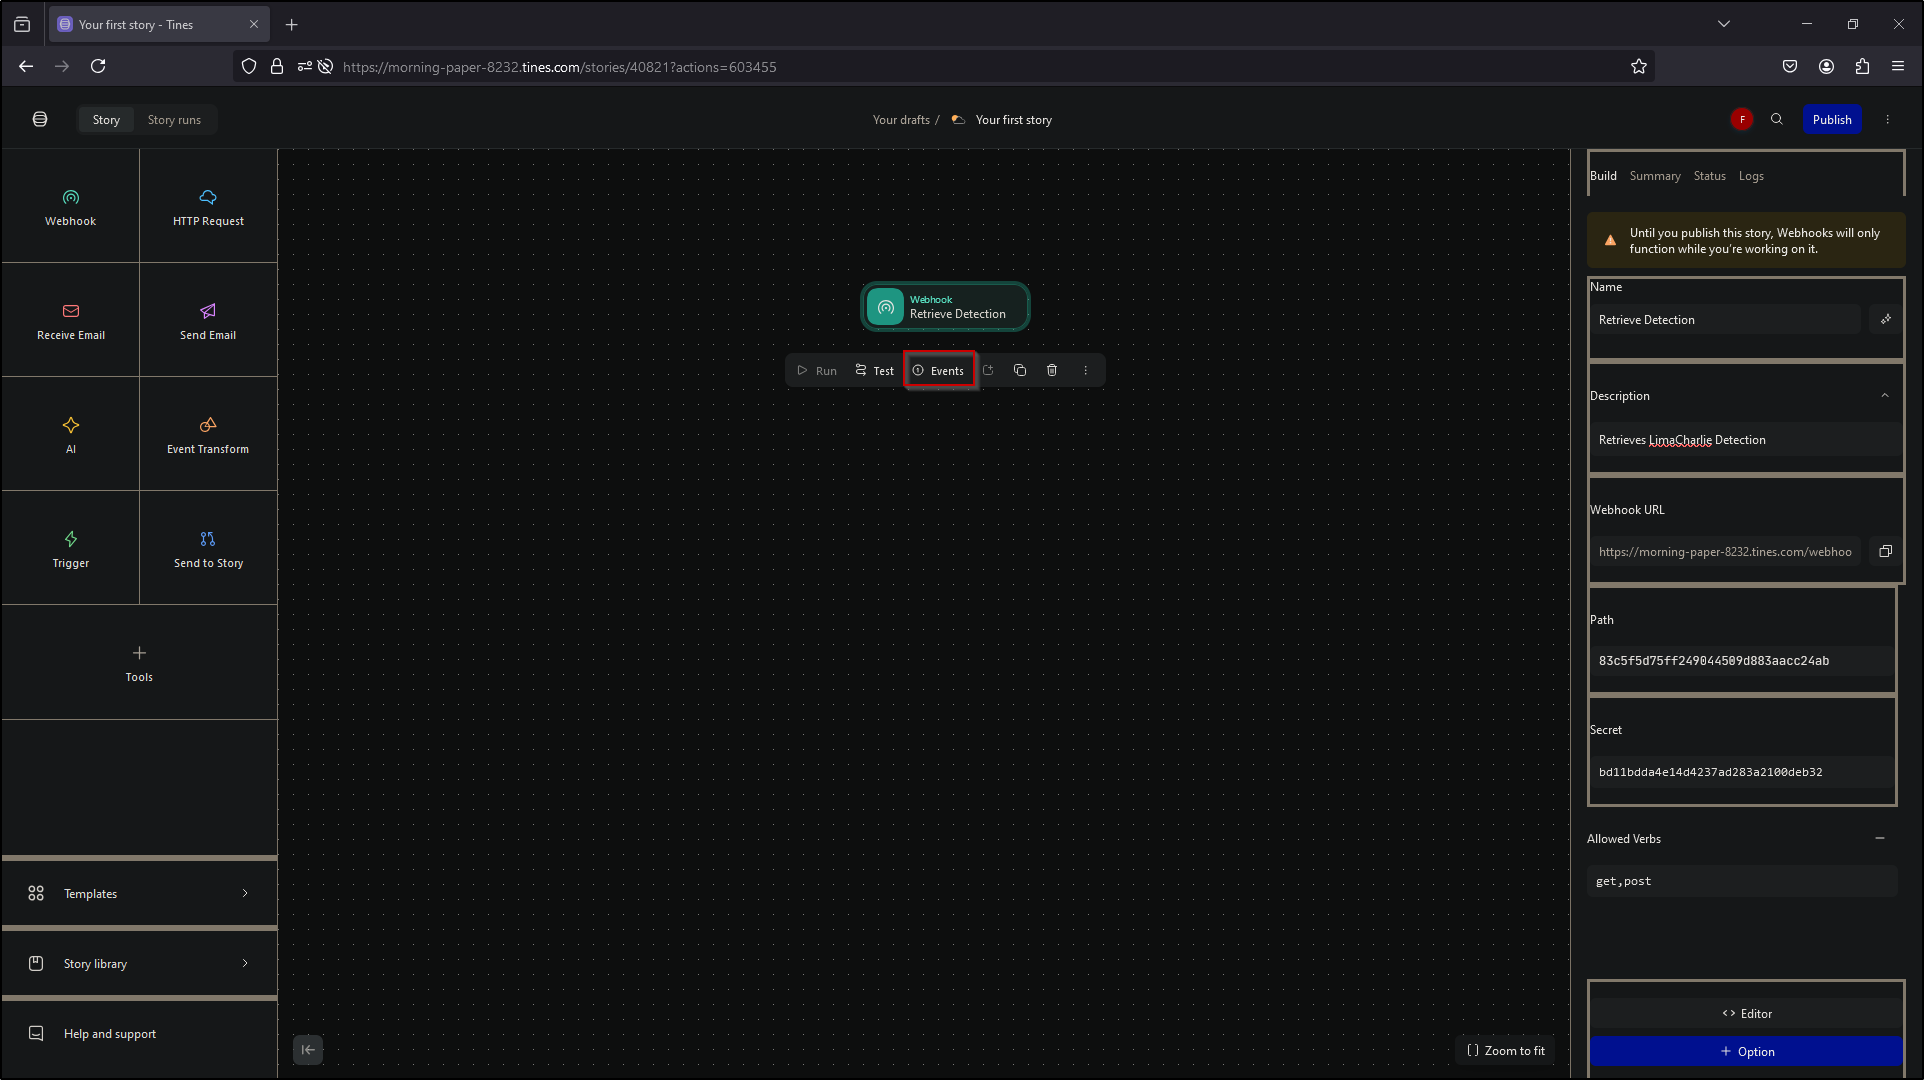 Your first story - Tines
https://morning-paper-8232.tines.com/stories/40821?actions=603455
Story
Story runs
Your drafts /
Your first story
F
Publish
Webhook
HTTP Request
Receive Email
Send Email
AI
Event Transform
Trigger
Send to Story
Tools
Templates
Story library
Help and support
Webhook
Retrieve Detection
Run
Test
Events
Zoom to fit
Build
Summary
Status
Logs
Until you publish this story, Webhooks will only
function while you're working on it.
Name
Retrieve Detection
Description
Retrieves LimaCharlie Detection
Webhook URL
https://morning-paper-8232.tines.com/webhoo
Path
83c5f5d75ff249044509d883aacc24ab
Secret
bd11bdda4e14d4237ad283a2100deb32
Allowed Verbs
get,post
<> Editor
+ Option